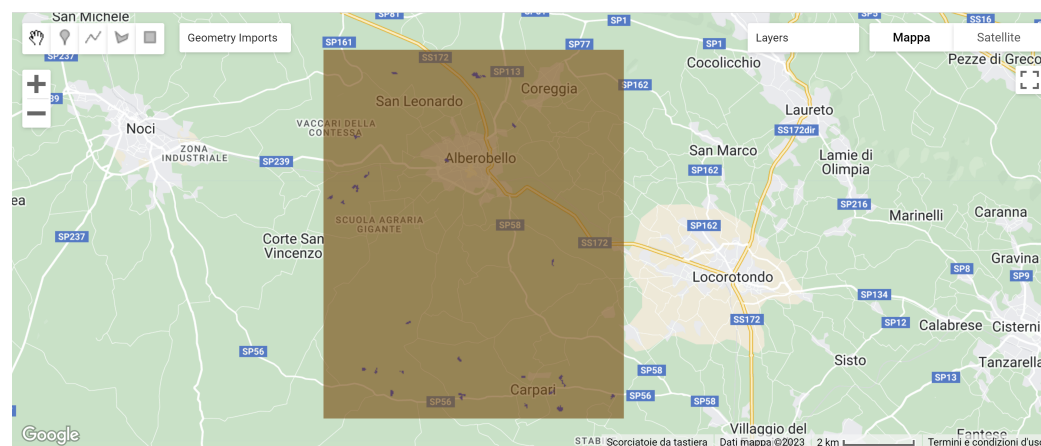 San Michele
SP81
SP1
SP5
SS16
Geometry Imports
SP161
SP77
SP1
Layers
Mappa
Satellite
SP237
SS172
SP113
Cocolicchio
Pezze di Greco
SP162
Coreggia
San Leonardo
Laureto
Noci
VACCARI DELLA
CONTESSA
SS172dir
ZONA
INDUSTRIALE
SP239
Alberobello
San Marco
SP162
Lamie di
Olimpia
SP216
Marinelli
Caranna
SCUOLA AGRARIA
GIGANTE
SP58
SP162
SP237
Corte San
Vincenzo
SS172
Gravina
SP8
SP9
Locorotondo
SP134
SS172
SP12
Calabrese
Cisterni
SP56
Sisto
Tanzarella
SP58
SP13
Carpari
SP56
SP56
SP58
Villaggio del
Fantese
Google
STAB
Scorciatoie da tastiera
Dati mappa ©2023
2 km
Termini e condizioni d'uso